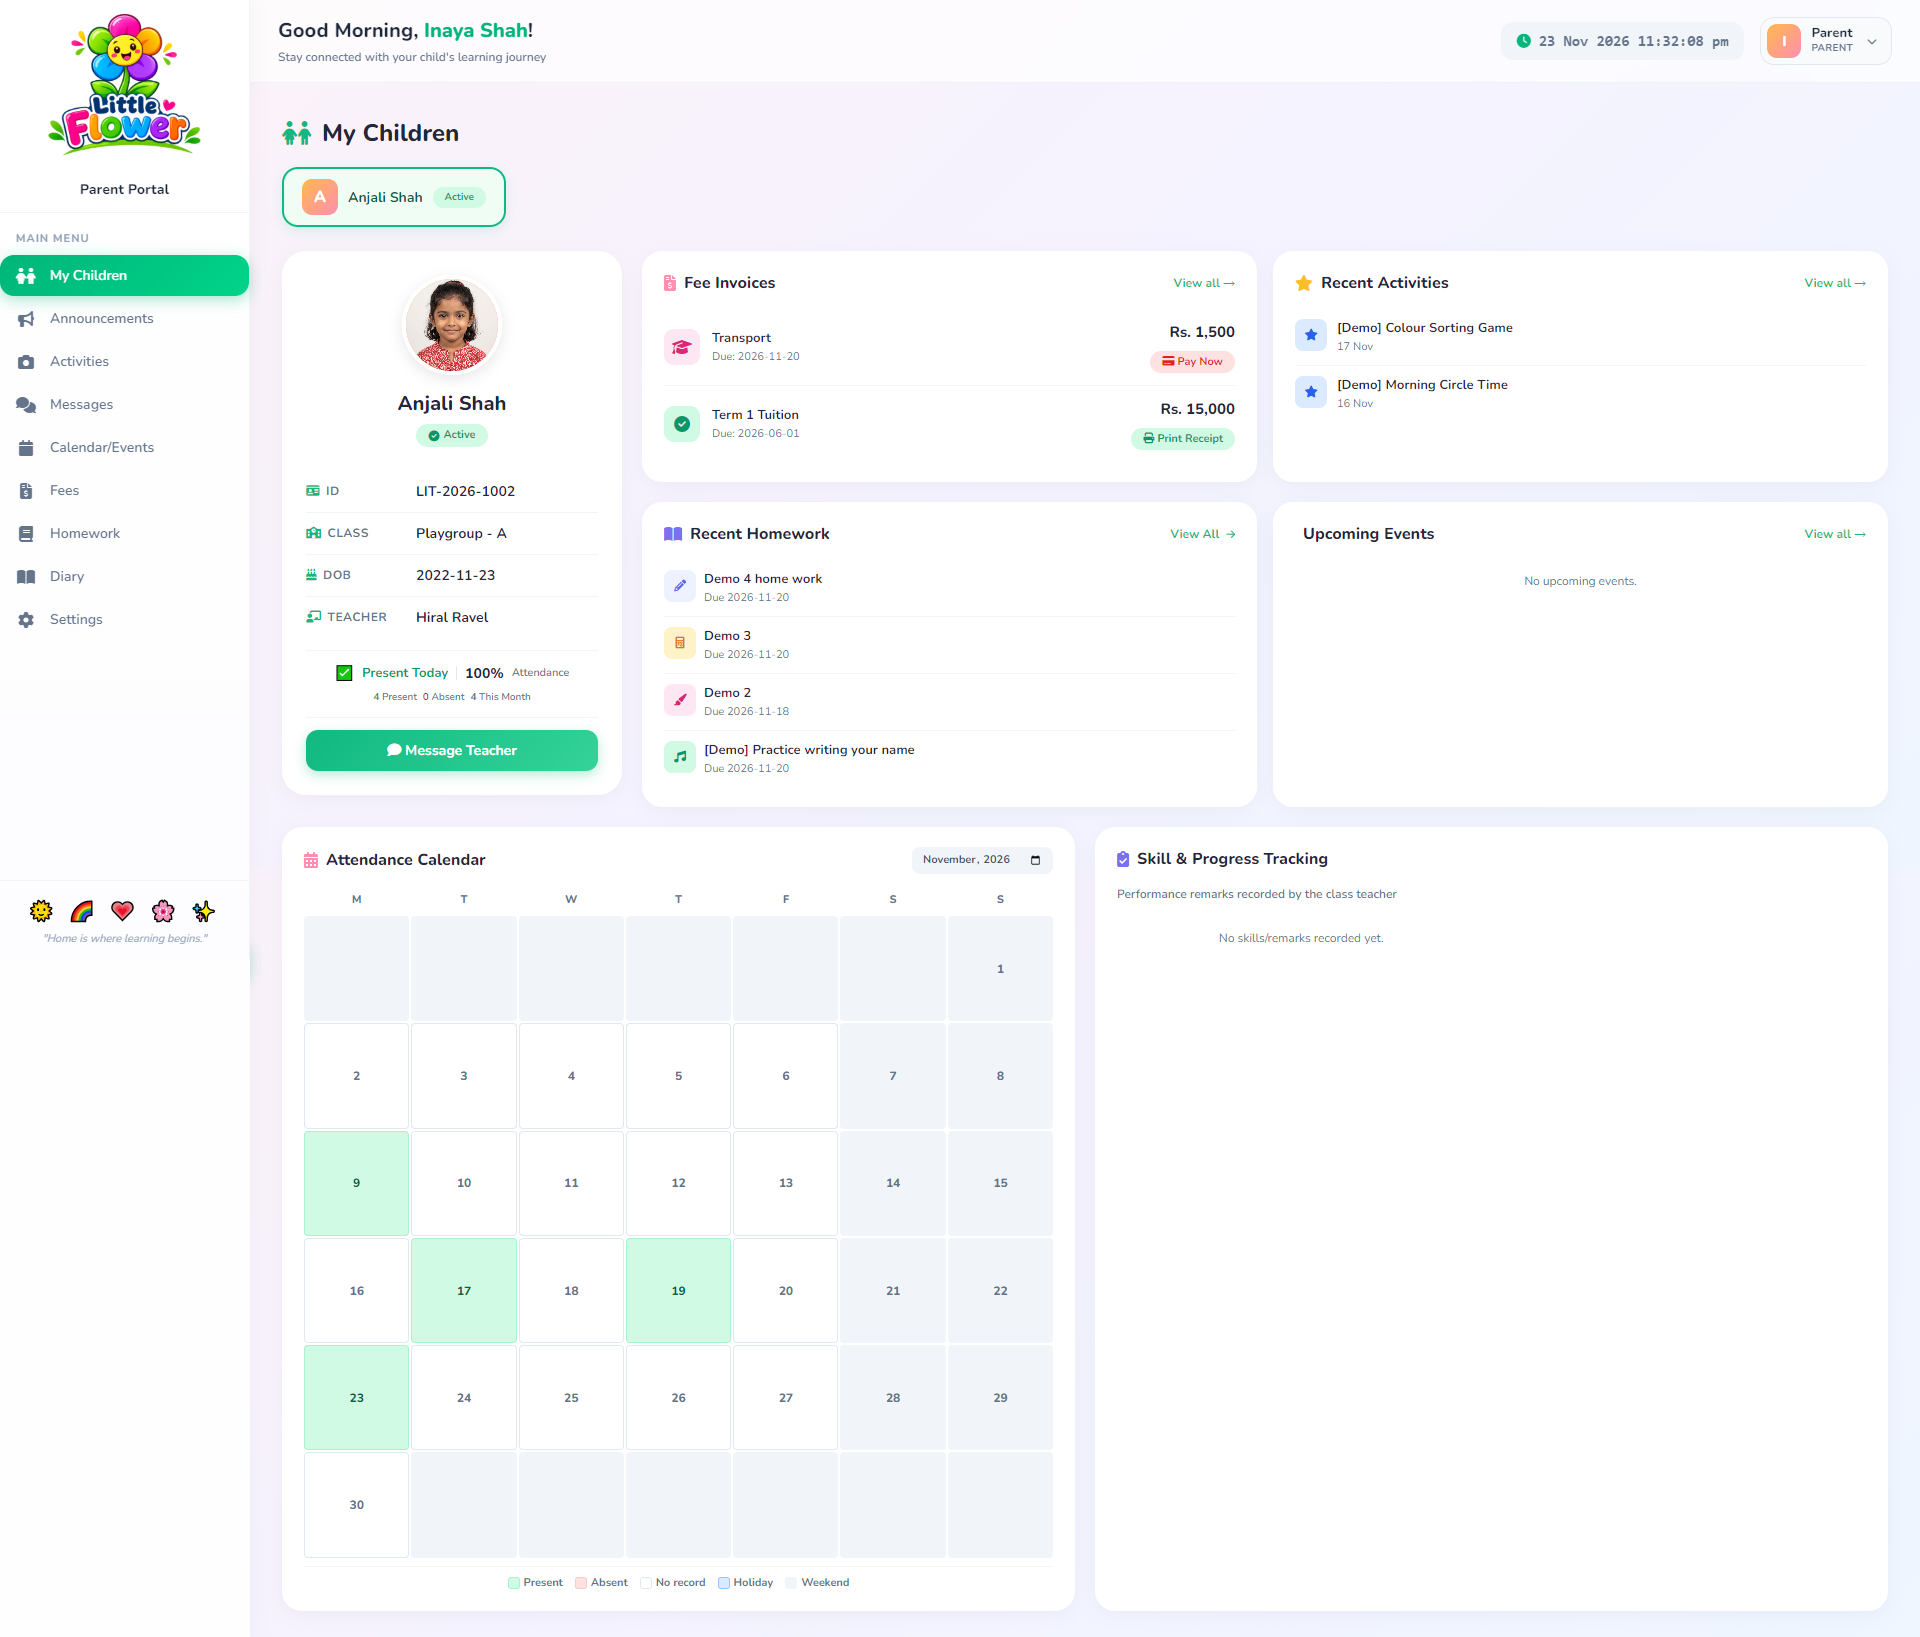 Little
Flower
Parent Portal
MAIN MENU
My Children
Announcements
Activities
Messages
Calendar/Events
Fees
Homework
Diary
Settings
"Home is where learning begins."
Good Morning, Inaya Shah!
Stay connected with your child's learning journey
23 Nov 2026 11:32:08 pm
I
Parent
PARENT
My Children
A
Anjali Shah
Active
Anjali Shah
Active
ID LIT-2026-1002
CLASS Playgroup - A
DOB 2022-11-23
TEACHER Hiral Ravel
Present Today 100% Attendance
4 Present 0 Absent 4 This Month
Message Teacher
Fee Invoices View all →
Transport Rs. 1,500
Due: 2026-11-20 Pay Now
Term 1 Tuition Rs. 15,000
Due: 2026-06-01 Print Receipt
Recent Activities View all →
[Demo] Colour Sorting Game
17 Nov
[Demo] Morning Circle Time
16 Nov
Recent Homework View All →
Demo 4 home work
Due 2026-11-20
Demo 3
Due 2026-11-20
Demo 2
Due 2026-11-18
[Demo] Practice writing your name
Due 2026-11-20
Upcoming Events View all →
No upcoming events.
Attendance Calendar November, 2026
M T W T F S S
1
2 3 4 5 6 7 8
9 10 11 12 13 14 15
16 17 18 19 20 21 22
23 24 25 26 27 28 29
30
Present Absent No record Holiday Weekend
Skill & Progress Tracking
Performance remarks recorded by the class teacher
No skills/remarks recorded yet.